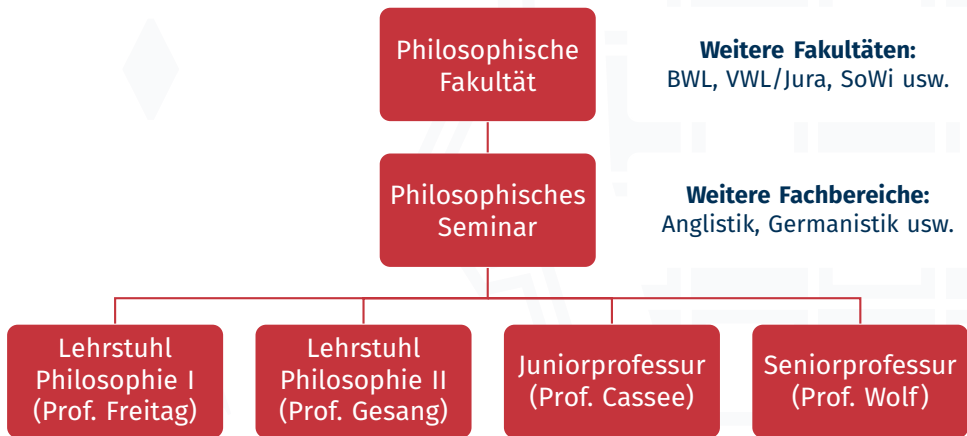 Philosophische
Fakultät
Weitere Fakultäten:
BWL, VWL/Jura, SoWi usw.
Philosophisches
Seminar
Weitere Fachbereiche:
Anglistik, Germanistik usw.
Lehrstuhl
Philosophie I
(Prof. Freitag)
Lehrstuhl
Philosophie II
(Prof. Gesang)
Juniorprofessur
(Prof. Cassee)
Seniorprofessur
(Prof. Wolf)